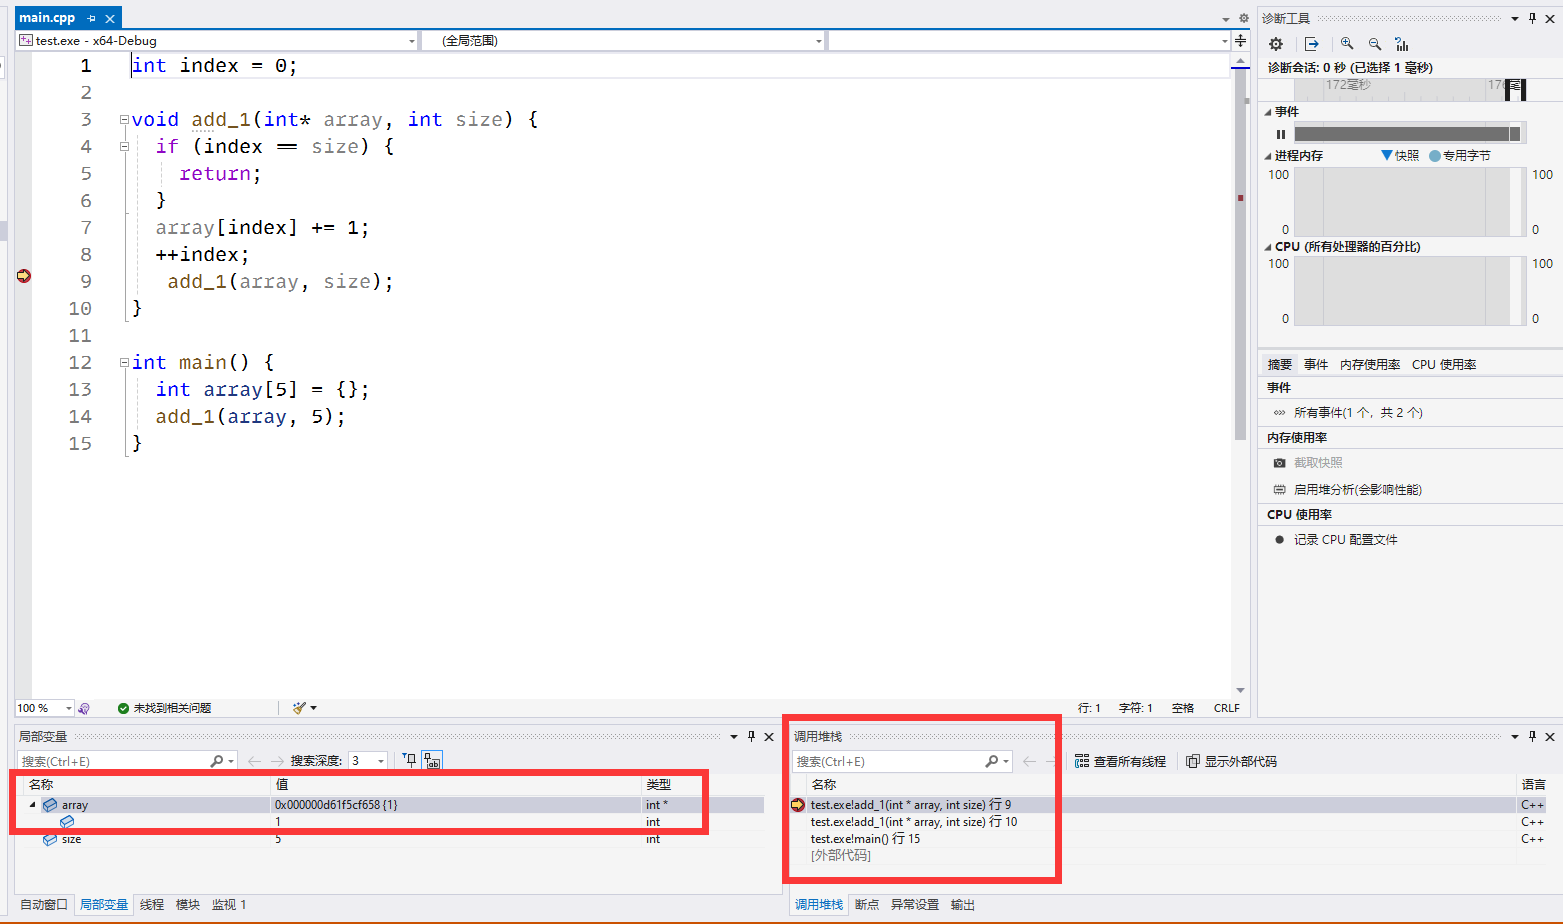 main.cpp
test.exe - x64-Debug
(全局范围)
1 int index = 0;
2
3 void add_1(int* array, int size) {
4 if (index == size) {
5 return;
6 }
7 array[index] += 1;
8 ++index;
9 add_1(array, size);
10 }
11
12 int main() {
13 int array[5] = {};
14 add_1(array, 5);
15 }
100 %
未找到相关问题
行: 1 字符: 1 空格 CRLF
诊断工具
诊断会话: 0 秒 (已选择 1 毫秒)
172毫秒
事件
进程内存 快照 专用字节
100 100
0 0
CPU (所有处理器的百分比)
100 100
0 0
摘要 事件 内存使用率 CPU 使用率
事件
所有事件(1 个，共 2 个)
内存使用率
截取快照
启用堆分析(会影响性能)
CPU 使用率
记录 CPU 配置文件
局部变量
搜索(Ctrl+E) 搜索深度: 3
名称 值 类型
array 0x000000d61f5cf658 {1} int *
1 int
size 5 int
自动窗口 局部变量 线程 模块 监视 1
调用堆栈
搜索(Ctrl+E) 查看所有线程 显示外部代码
名称 语言
test.exe!add_1(int * array, int size) 行 9 C++
test.exe!add_1(int * array, int size) 行 10 C++
test.exe!main() 行 15 C++
[外部代码]
调用堆栈 断点 异常设置 输出